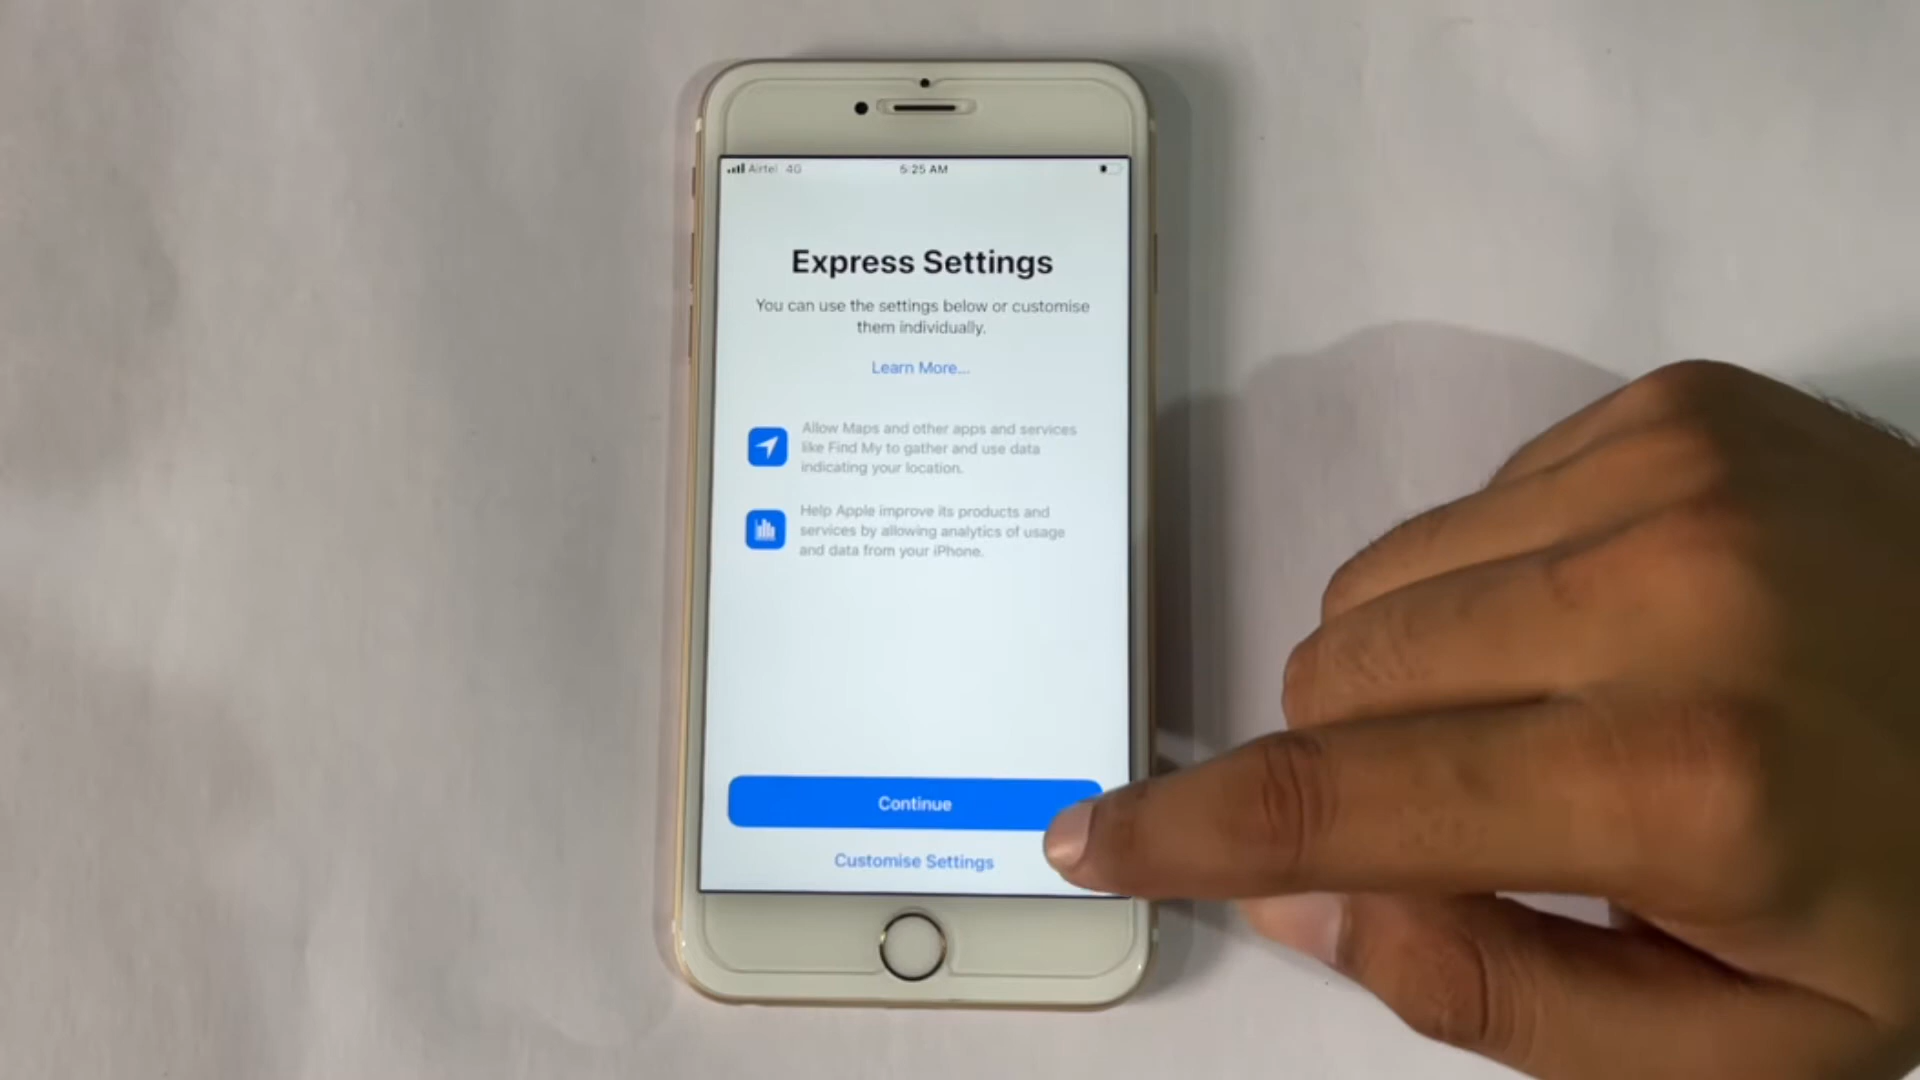 Airtel 4G 5:25 AM
Express Settings
You can use the settings below or customise
them individually.
Learn More...
Allow Maps and other apps and services
like Find My to gather and use data
indicating your location.
Help Apple improve its products and
services by allowing analytics of usage
and data from your iPhone.
Continue
Customise Settings